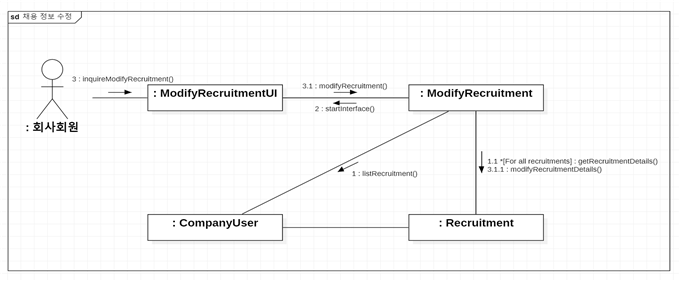 sd 채용 정보 수정
3 : inquireModifyRecruitment()
: ModifyRecruitmentUI
3.1 : modifyRecruitment()
2 : startInterface()
: ModifyRecruitment
: 회사회원
1.1 *[For all recruitments] : getRecruitmentDetails()
3.1.1 : modifyRecruitmentDetails()
1 : listRecruitment()
: CompanyUser
: Recruitment